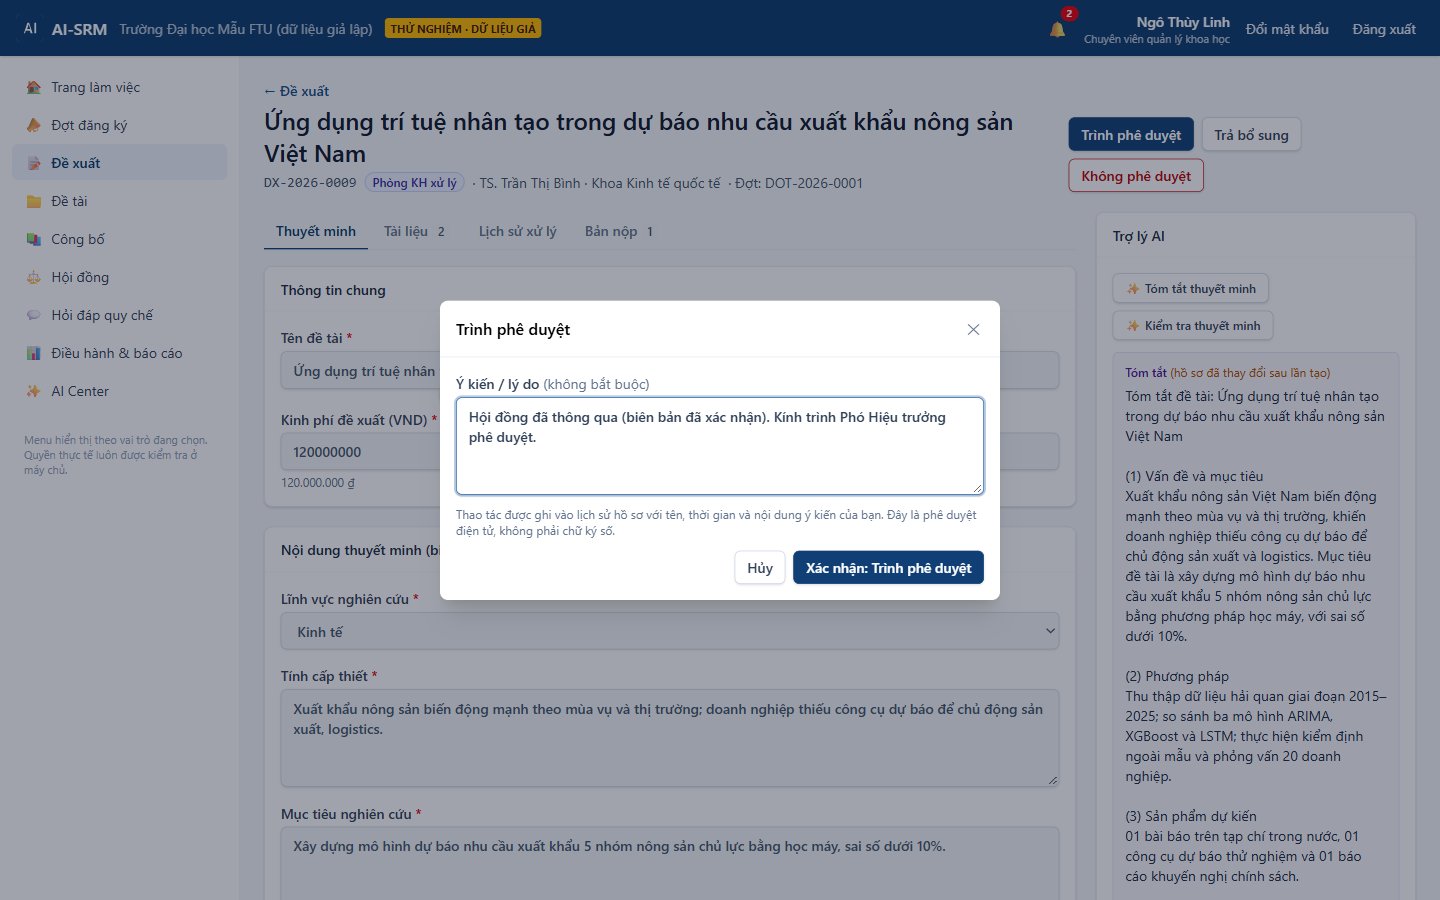 AI AI-SRM Trường Đại học Mẫu FTU (dữ liệu giả lập) THỬ NGHIỆM · DỮ LIỆU GIẢ
2
Ngô Thùy Linh
Chuyên viên quản lý khoa học
Đổi mật khẩu
Đăng xuất
Trang làm việc
Đợt đăng ký
Đề xuất
Đề tài
Công bố
Hội đồng
Hỏi đáp quy chế
Điều hành & báo cáo
AI Center
Menu hiển thị theo vai trò đang chọn.
Quyền thực tế luôn được kiểm tra ở
máy chủ.
← Đề xuất
Ứng dụng trí tuệ nhân tạo trong dự báo nhu cầu xuất khẩu nông sản
Việt Nam
DX-2026-0009 Phòng KH xử lý · TS. Trần Thị Bình · Khoa Kinh tế quốc tế · Đợt: DOT-2026-0001
Trình phê duyệt
Trả bổ sung
Không phê duyệt
Thuyết minh
Tài liệu 2
Lịch sử xử lý
Bản nộp 1
Thông tin chung
Tên đề tài *
Ứng dụng trí tuệ nhân
Kinh phí đề xuất (VND) *
120000000
120.000.000 ₫
Nội dung thuyết minh (bi
Lĩnh vực nghiên cứu *
Kinh tế
Tính cấp thiết *
Xuất khẩu nông sản biến động mạnh theo mùa vụ và thị trường; doanh nghiệp thiếu công cụ dự báo để chủ động sản
xuất, logistics.
Mục tiêu nghiên cứu *
Xây dựng mô hình dự báo nhu cầu xuất khẩu 5 nhóm nông sản chủ lực bằng học máy, sai số dưới 10%.
Trình phê duyệt
Ý kiến / lý do (không bắt buộc)
Hội đồng đã thông qua (biên bản đã xác nhận). Kính trình Phó Hiệu trưởng
phê duyệt.
Thao tác được ghi vào lịch sử hồ sơ với tên, thời gian và nội dung ý kiến của bạn. Đây là phê duyệt
điện tử, không phải chữ ký số.
Hủy
Xác nhận: Trình phê duyệt
Trợ lý AI
Tóm tắt thuyết minh
Kiểm tra thuyết minh
Tóm tắt (hồ sơ đã thay đổi sau lần tạo)
Tóm tắt đề tài: Ứng dụng trí tuệ nhân tạo
trong dự báo nhu cầu xuất khẩu nông sản
Việt Nam
(1) Vấn đề và mục tiêu
Xuất khẩu nông sản Việt Nam biến động
mạnh theo mùa vụ và thị trường, khiến
doanh nghiệp thiếu công cụ dự báo để
chủ động sản xuất và logistics. Mục tiêu
đề tài là xây dựng mô hình dự báo nhu
cầu xuất khẩu 5 nhóm nông sản chủ lực
bằng phương pháp học máy, với sai số
dưới 10%.
(2) Phương pháp
Thu thập dữ liệu hải quan giai đoạn 2015–
2025; so sánh ba mô hình ARIMA,
XGBoost và LSTM; thực hiện kiểm định
ngoài mẫu và phỏng vấn 20 doanh
nghiệp.
(3) Sản phẩm dự kiến
01 bài báo trên tạp chí trong nước, 01
công cụ dự báo thử nghiệm và 01 báo
cáo khuyến nghị chính sách.